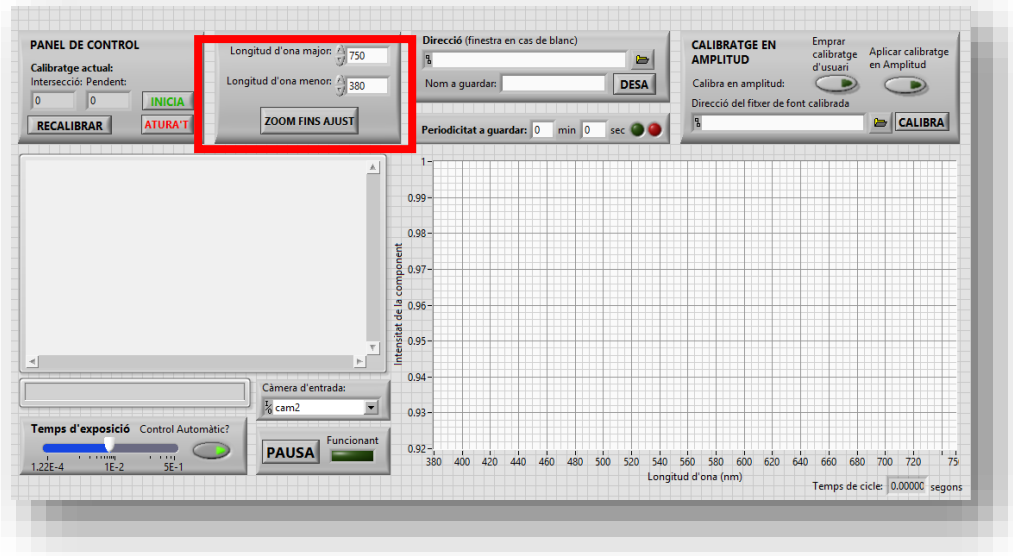 PANEL DE CONTROL
Calibratge actual:
Intersecció: Pendent:
0 0 INICIA
RECALIBRAR ATURA'T
Longitud d'ona major: 750
Longitud d'ona menor: 380
ZOOM FINS AJUST
Direcció (finestra en cas de blanc)
Nom a guardar: DESA
Periodicitat a guardar: 0 min 0 sec
CALIBRATGE EN
AMPLITUD
Emprar
calibratge
d'usuari
Aplicar calibratge
en Amplitud
Calibra en amplitud:
Direcció del fitxer de font calibrada
CALIBRA
Càmera d'entrada:
cam2
Temps d'exposició Control Automàtic?
1.22E-4 1E-2 5E-1
PAUSA
Funcionant
Intensitat de la component
1
0.99
0.98
0.97
0.96
0.95
0.94
0.93
0.92
380 400 420 440 460 480 500 520 540 560 580 600 620 640 660 680 700 720 75
Longitud d'ona (nm)
Temps de cicle: 0.00000 segons